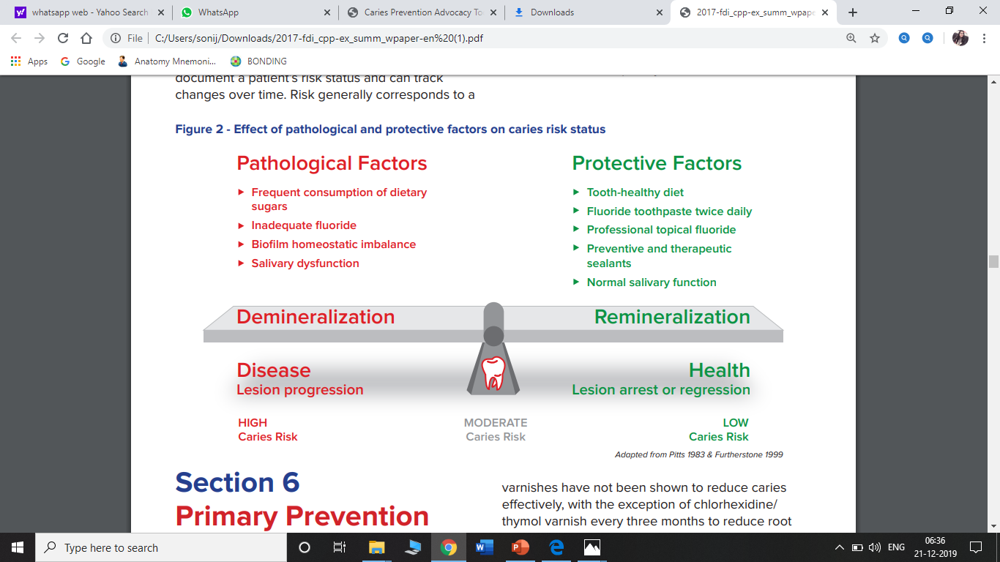 whatsapp web - Yahoo Search
WhatsApp
Caries Prevention Advocacy To
Downloads
2017-fdi_cpp-ex_summ_wpape
File
C:/Users/sonij/Downloads/2017-fdi_cpp-ex_summ_wpaper-en%20(1).pdf
Apps
Google
Anatomy Mnemoni...
BONDING
document a patient's risk status and can track
changes over time. Risk generally corresponds to a
Figure 2 - Effect of pathological and protective factors on caries risk status
Pathological Factors
Frequent consumption of dietary
sugars
Inadequate fluoride
Biofilm homeostatic imbalance
Salivary dysfunction
Protective Factors
Tooth-healthy diet
Fluoride toothpaste twice daily
Professional topical fluoride
Preventive and therapeutic
sealants
Normal salivary function
Demineralization
Remineralization
Disease
Lesion progression
Health
Lesion arrest or regression
HIGH
Caries Risk
MODERATE
Caries Risk
LOW
Caries Risk
Adapted from Pitts 1983 & Furtherstone 1999
Section 6
Primary Prevention
varnishes have not been shown to reduce caries
effectively, with the exception of chlorhexidine/
thymol varnish every three months to reduce root
Type here to search
ENG
06:36
21-12-2019